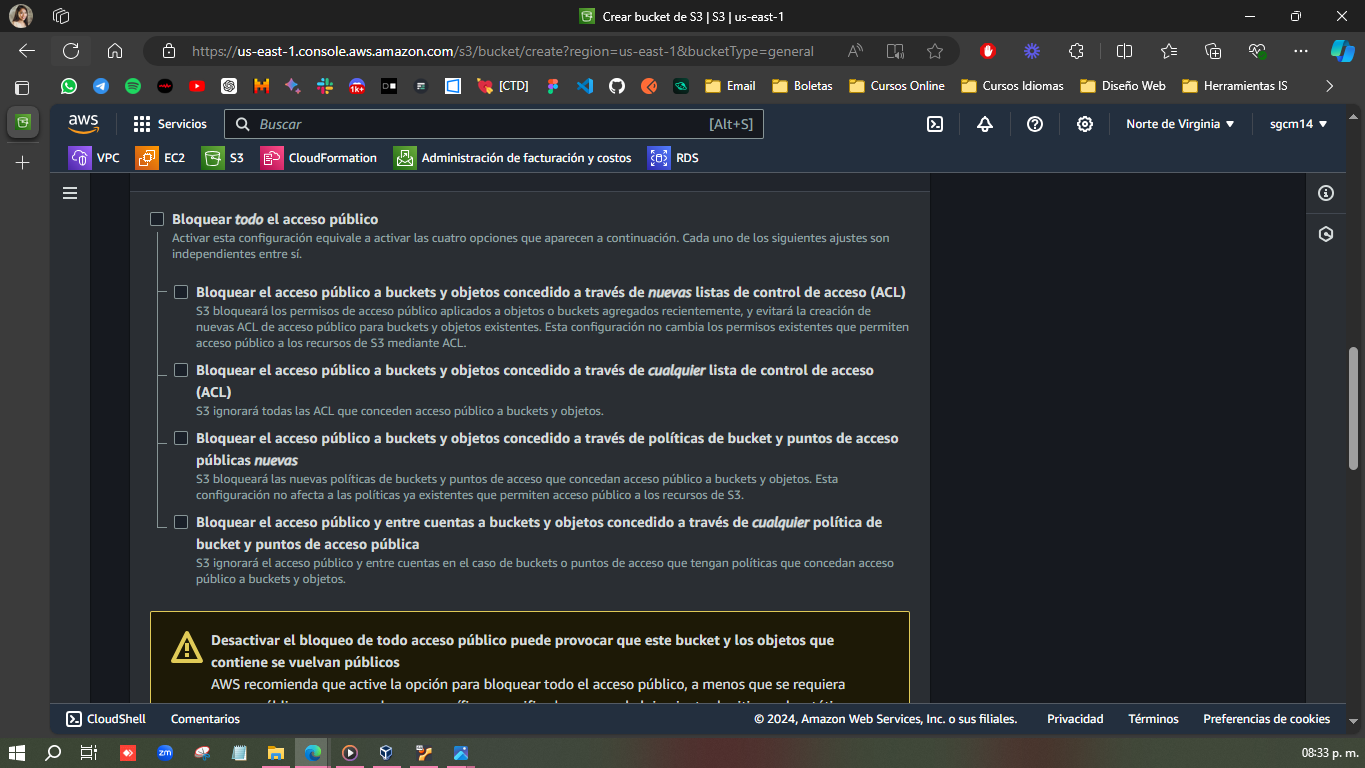 Crear bucket de S3 | S3 | us-east-1
https://us-east-1.console.aws.amazon.com/s3/bucket/create?region=us-east-1&bucketType=general
[CTD]
Email
Boletas
Cursos Online
Cursos Idiomas
Diseño Web
Herramientas IS
aws
Servicios
Buscar
[Alt+S]
Norte de Virginia
sgcm14
VPC
EC2
S3
CloudFormation
Administración de facturación y costos
RDS
Bloquear todo el acceso público
Activar esta configuración equivale a activar las cuatro opciones que aparecen a continuación. Cada uno de los siguientes ajustes son
independientes entre sí.
Bloquear el acceso público a buckets y objetos concedido a través de nuevas listas de control de acceso (ACL)
S3 bloqueará los permisos de acceso público aplicados a objetos o buckets agregados recientemente, y evitará la creación de
nuevas ACL de acceso público para buckets y objetos existentes. Esta configuración no cambia los permisos existentes que permiten
acceso público a los recursos de S3 mediante ACL.
Bloquear el acceso público a buckets y objetos concedido a través de cualquier lista de control de acceso
(ACL)
S3 ignorará todas las ACL que conceden acceso público a buckets y objetos.
Bloquear el acceso público a buckets y objetos concedido a través de políticas de bucket y puntos de acceso
públicas nuevas
S3 bloqueará las nuevas políticas de buckets y puntos de acceso que concedan acceso público a buckets y objetos. Esta
configuración no afecta a las políticas ya existentes que permiten acceso público a los recursos de S3.
Bloquear el acceso público y entre cuentas a buckets y objetos concedido a través de cualquier política de
bucket y puntos de acceso pública
S3 ignorará el acceso público y entre cuentas en el caso de buckets o puntos de acceso que tengan políticas que concedan acceso
público a buckets y objetos.
Desactivar el bloqueo de todo acceso público puede provocar que este bucket y los objetos que
contiene se vuelvan públicos
AWS recomienda que active la opción para bloquear todo el acceso público, a menos que se requiera
CloudShell
Comentarios
© 2024, Amazon Web Services, Inc. o sus filiales.
Privacidad
Términos
Preferencias de cookies
zm
08:33 p. m.